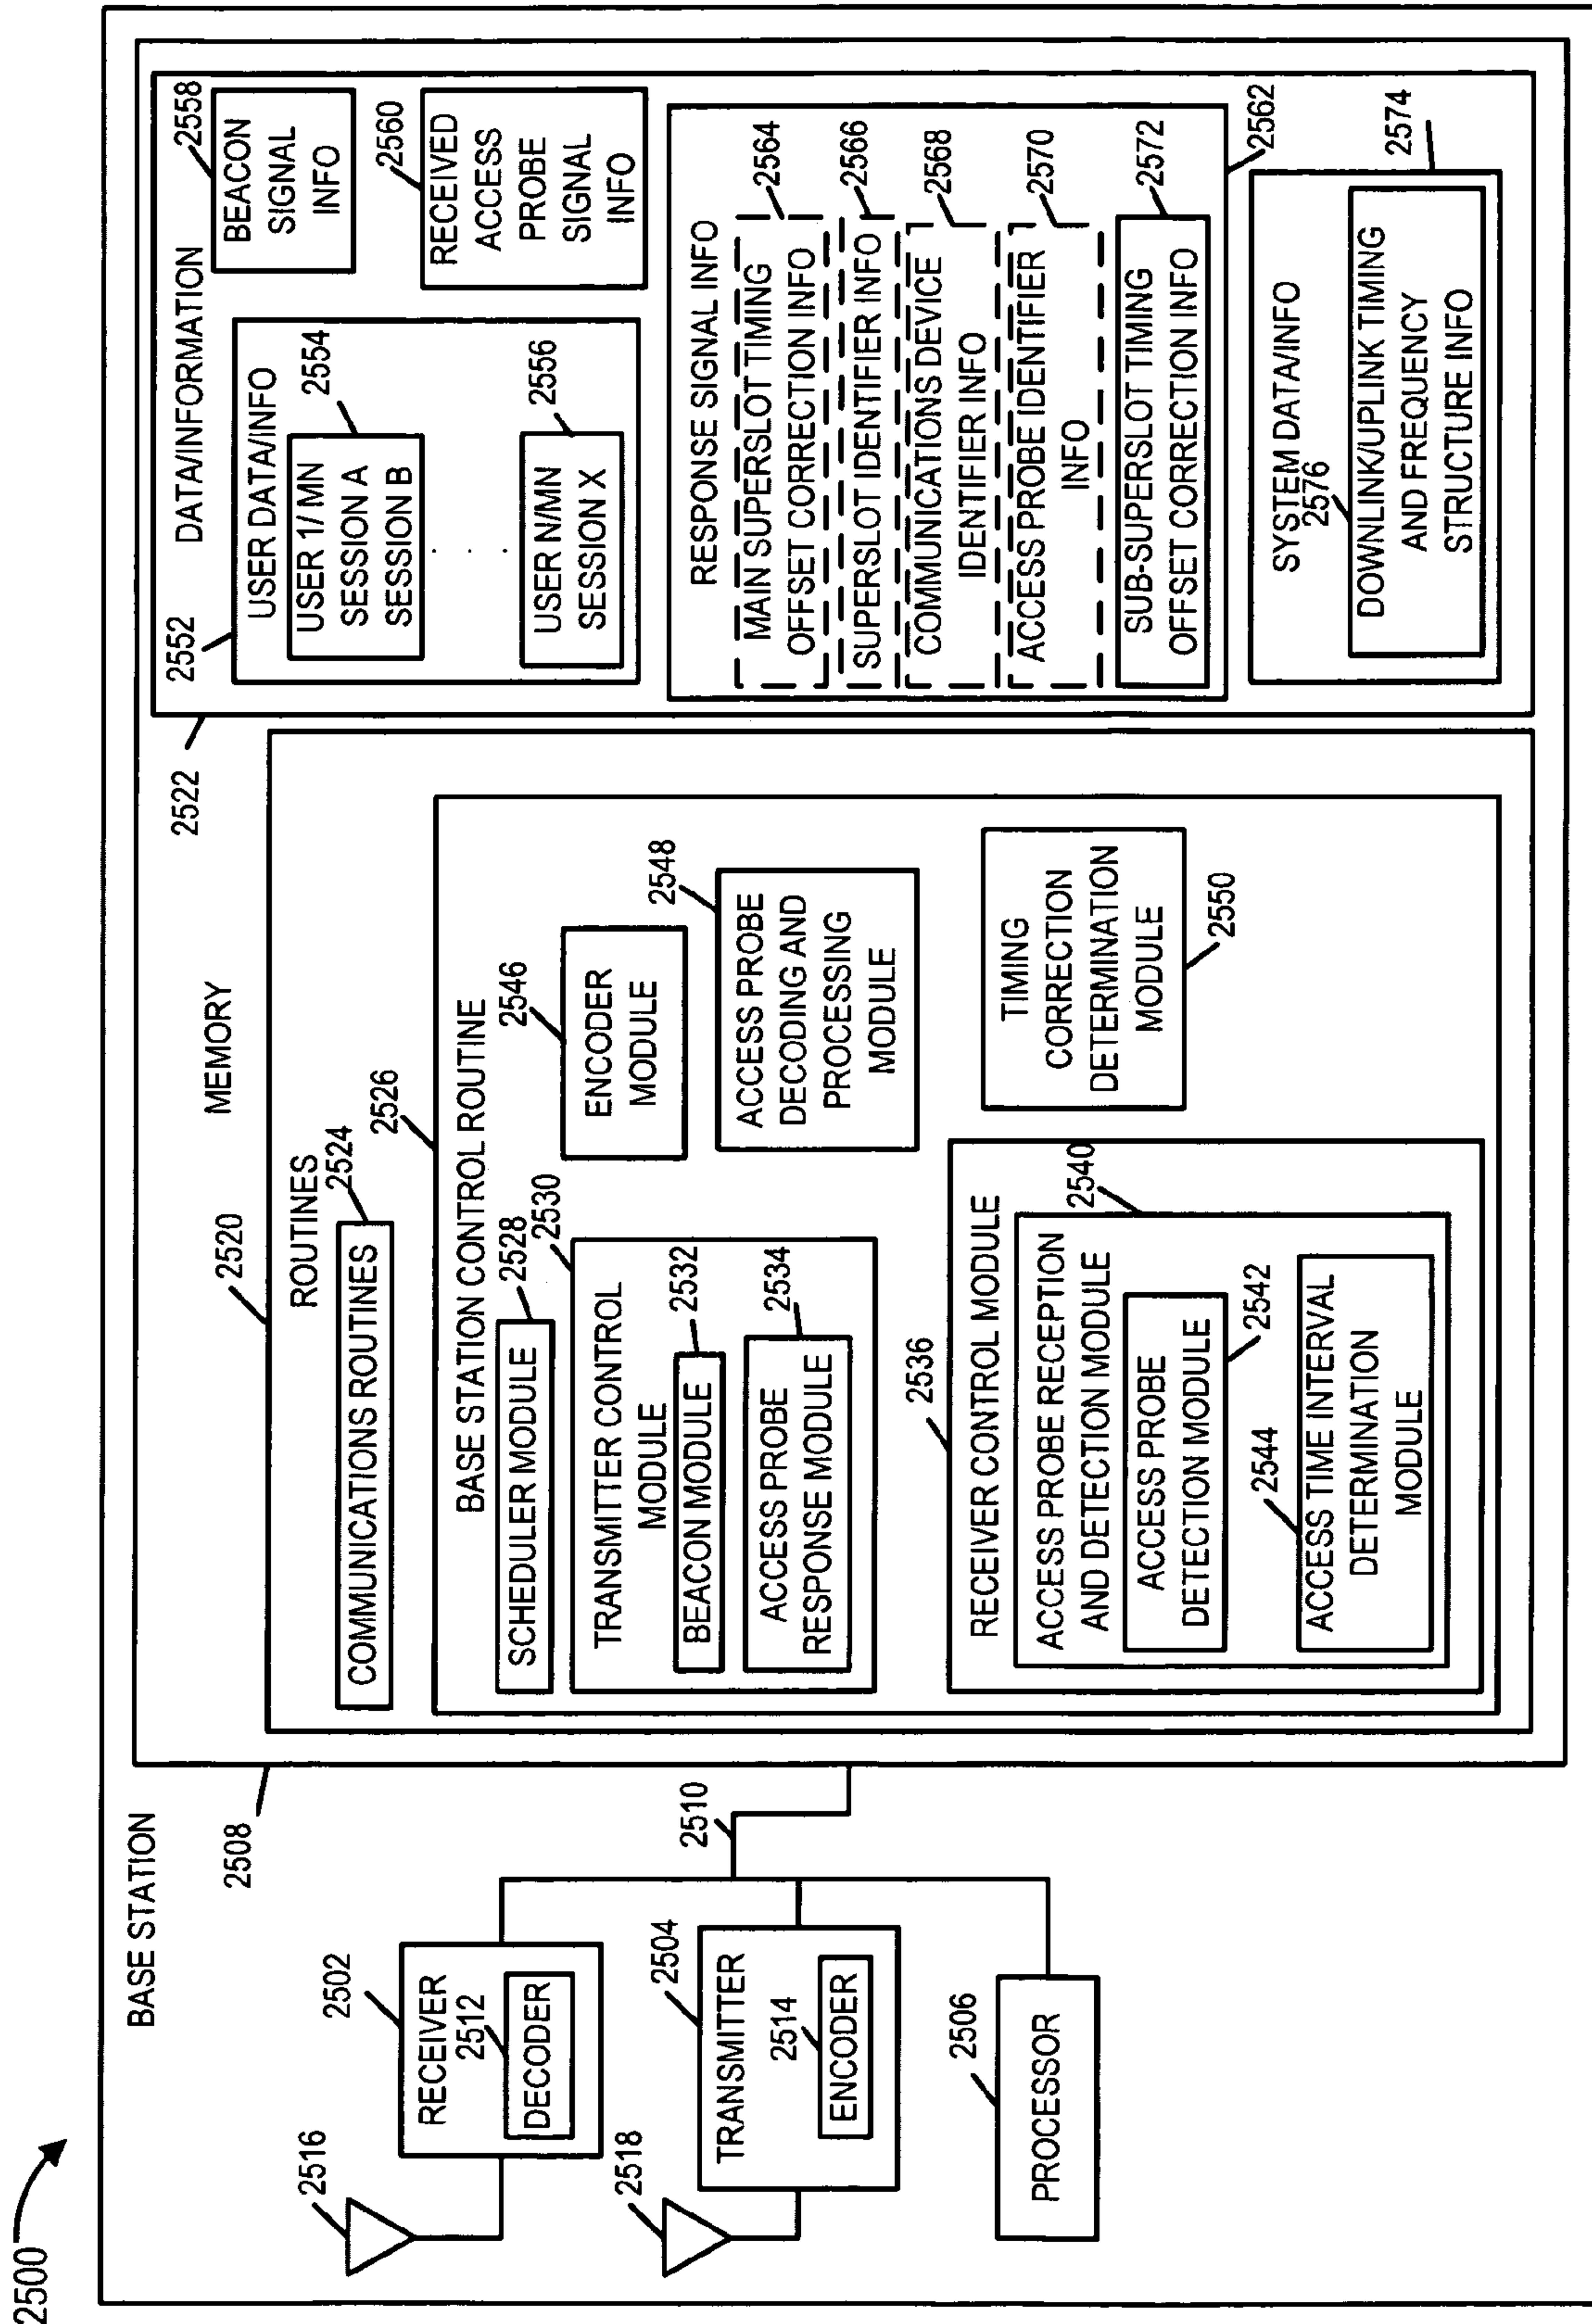 2500
BASE STATION
2516
2502
RECEIVER
2512
DECODER
2518
2504
TRANSMITTER
2514
ENCODER
2506
PROCESSOR
2510
2508
MEMORY
2520
ROUTINES
2524
COMMUNICATIONS ROUTINES
2526
BASE STATION CONTROL ROUTINE
2528
SCHEDULER MODULE
2530
TRANSMITTER CONTROL
MODULE
2532
BEACON MODULE
2534
ACCESS PROBE
RESPONSE MODULE
2546
ENCODER
MODULE
2548
ACCESS PROBE
DECODING AND
PROCESSING
MODULE
2536
RECEIVER CONTROL MODULE
2540
ACCESS PROBE RECEPTION
AND DETECTION MODULE
ACCESS PROBE
DETECTION MODULE
2542
2544
ACCESS TIME INTERVAL
DETERMINATION
MODULE
TIMING
CORRECTION
DETERMINATION
MODULE
2550
2522
DATA/INFORMATION
2552
USER DATA/INFO
2554
USER 1/MN
SESSION A
SESSION B
. . .
2556
USER N/MN
SESSION X
2558
BEACON
SIGNAL
INFO
2560
RECEIVED
ACCESS
PROBE
SIGNAL
INFO
RESPONSE SIGNAL INFO
2564
MAIN SUPERSLOT TIMING
OFFSET CORRECTION INFO
2566
SUPERSLOT IDENTIFIER INFO
2568
COMMUNICATIONS DEVICE
IDENTIFIER INFO
2570
ACCESS PROBE IDENTIFIER
INFO
2572
SUB-SUPERSLOT TIMING
OFFSET CORRECTION INFO
2562
SYSTEM DATA/INFO
2574
2576
DOWNLINK/UPLINK TIMING
AND FREQUENCY
STRUCTURE INFO